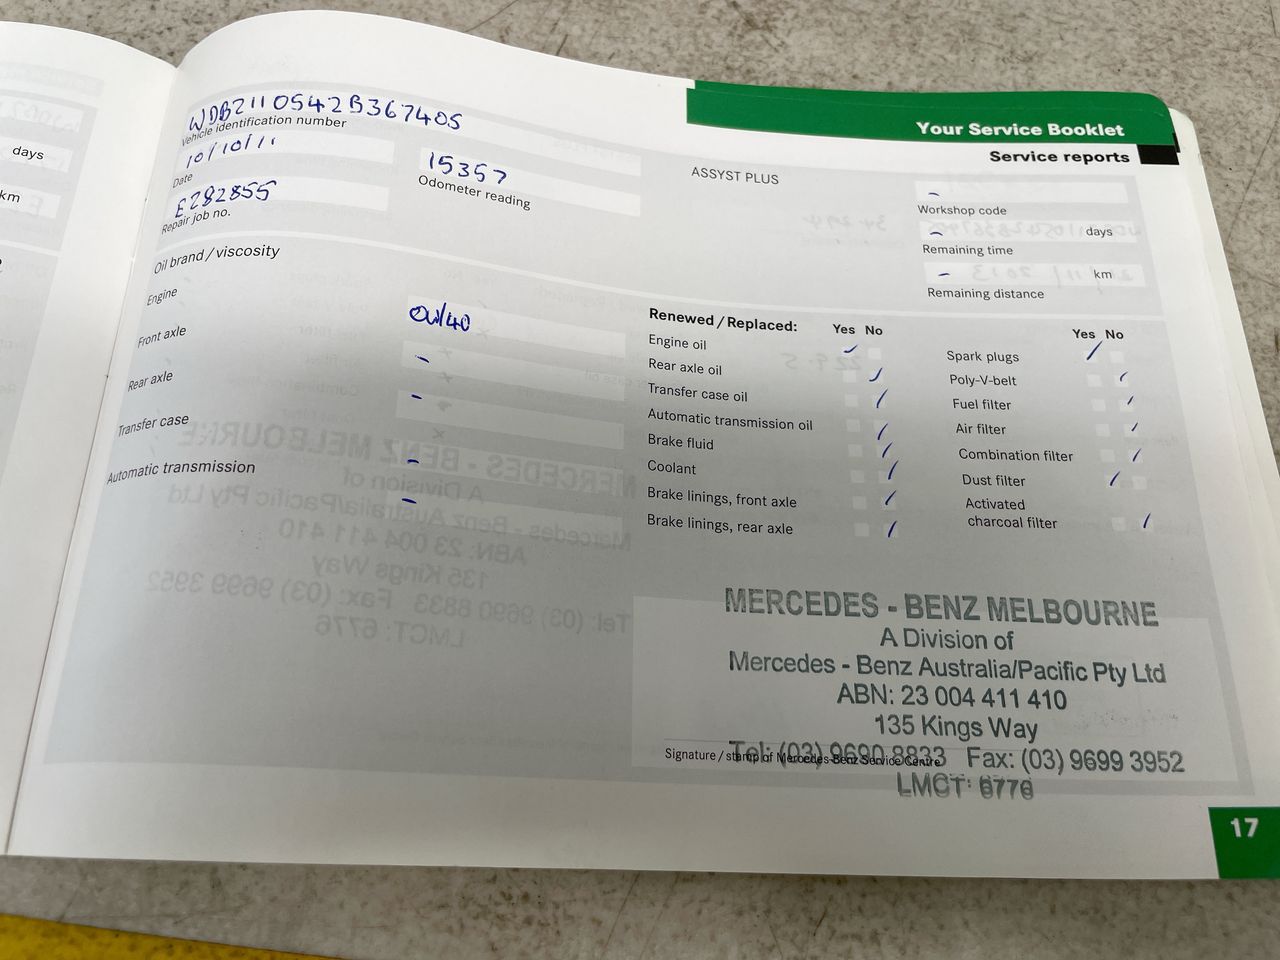 days
km
Your Service Booklet
Service reports
WDB2110542B367405
Vehicle identification number
10/10/11
Date
15357
Odometer reading
E282855
Repair job no.
ASSYST PLUS
-
Workshop code
- days
Remaining time
- km
Remaining distance
Oil brand / viscosity
Engine
0W/40
Front axle
-
Rear axle
-
Transfer case
-
Automatic transmission
-
Renewed / Replaced: Yes No
Engine oil ✓
Rear axle oil ✓
Transfer case oil /
Automatic transmission oil /
Brake fluid /
Coolant /
Brake linings, front axle /
Brake linings, rear axle /
Yes No
Spark plugs /
Poly-V-belt /
Fuel filter /
Air filter /
Combination filter /
Dust filter /
Activated
charcoal filter /
MERCEDES - BENZ MELBOURNE
A Division of
Mercedes - Benz Australia/Pacific Pty Ltd
ABN: 23 004 411 410
135 Kings Way
Tel: (03) 9690 8833 Fax: (03) 9699 3952
Signature / stamp of Mercedes-Benz Service Centre
LMCT: 6776
17